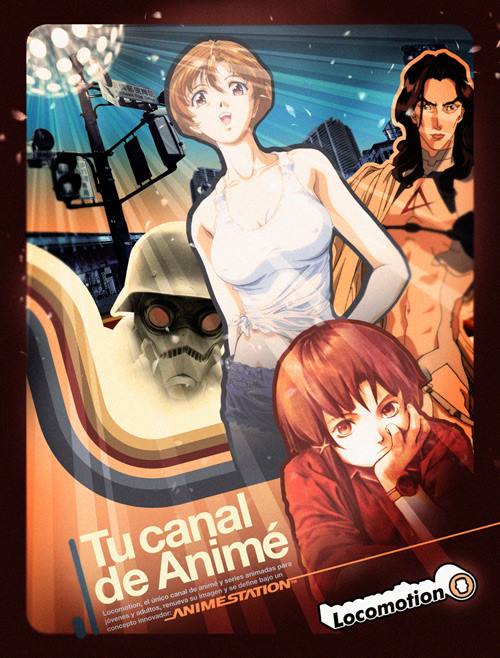 Tu canal
de Animé
Locomotion, el único canal de animé y series animadas para
jóvenes y adultos, renueva su imagen y se define bajo un
concepto innovador:
ANIMESTATION™
Locomotion